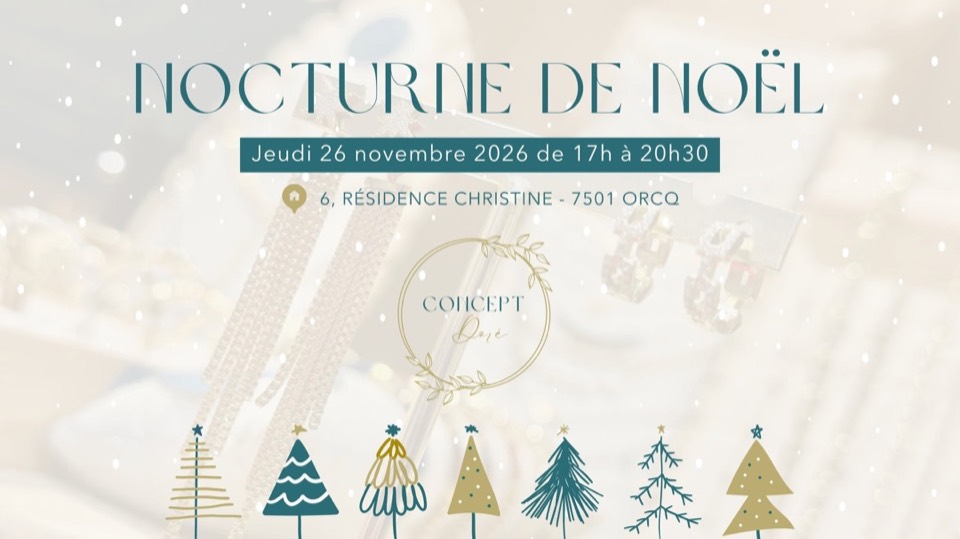 NOCTURNE DE NOËL
Jeudi 26 novembre 2026 de 17h à 20h30
6, RÉSIDENCE CHRISTINE - 7501 ORCQ
CONCEPT
Doré